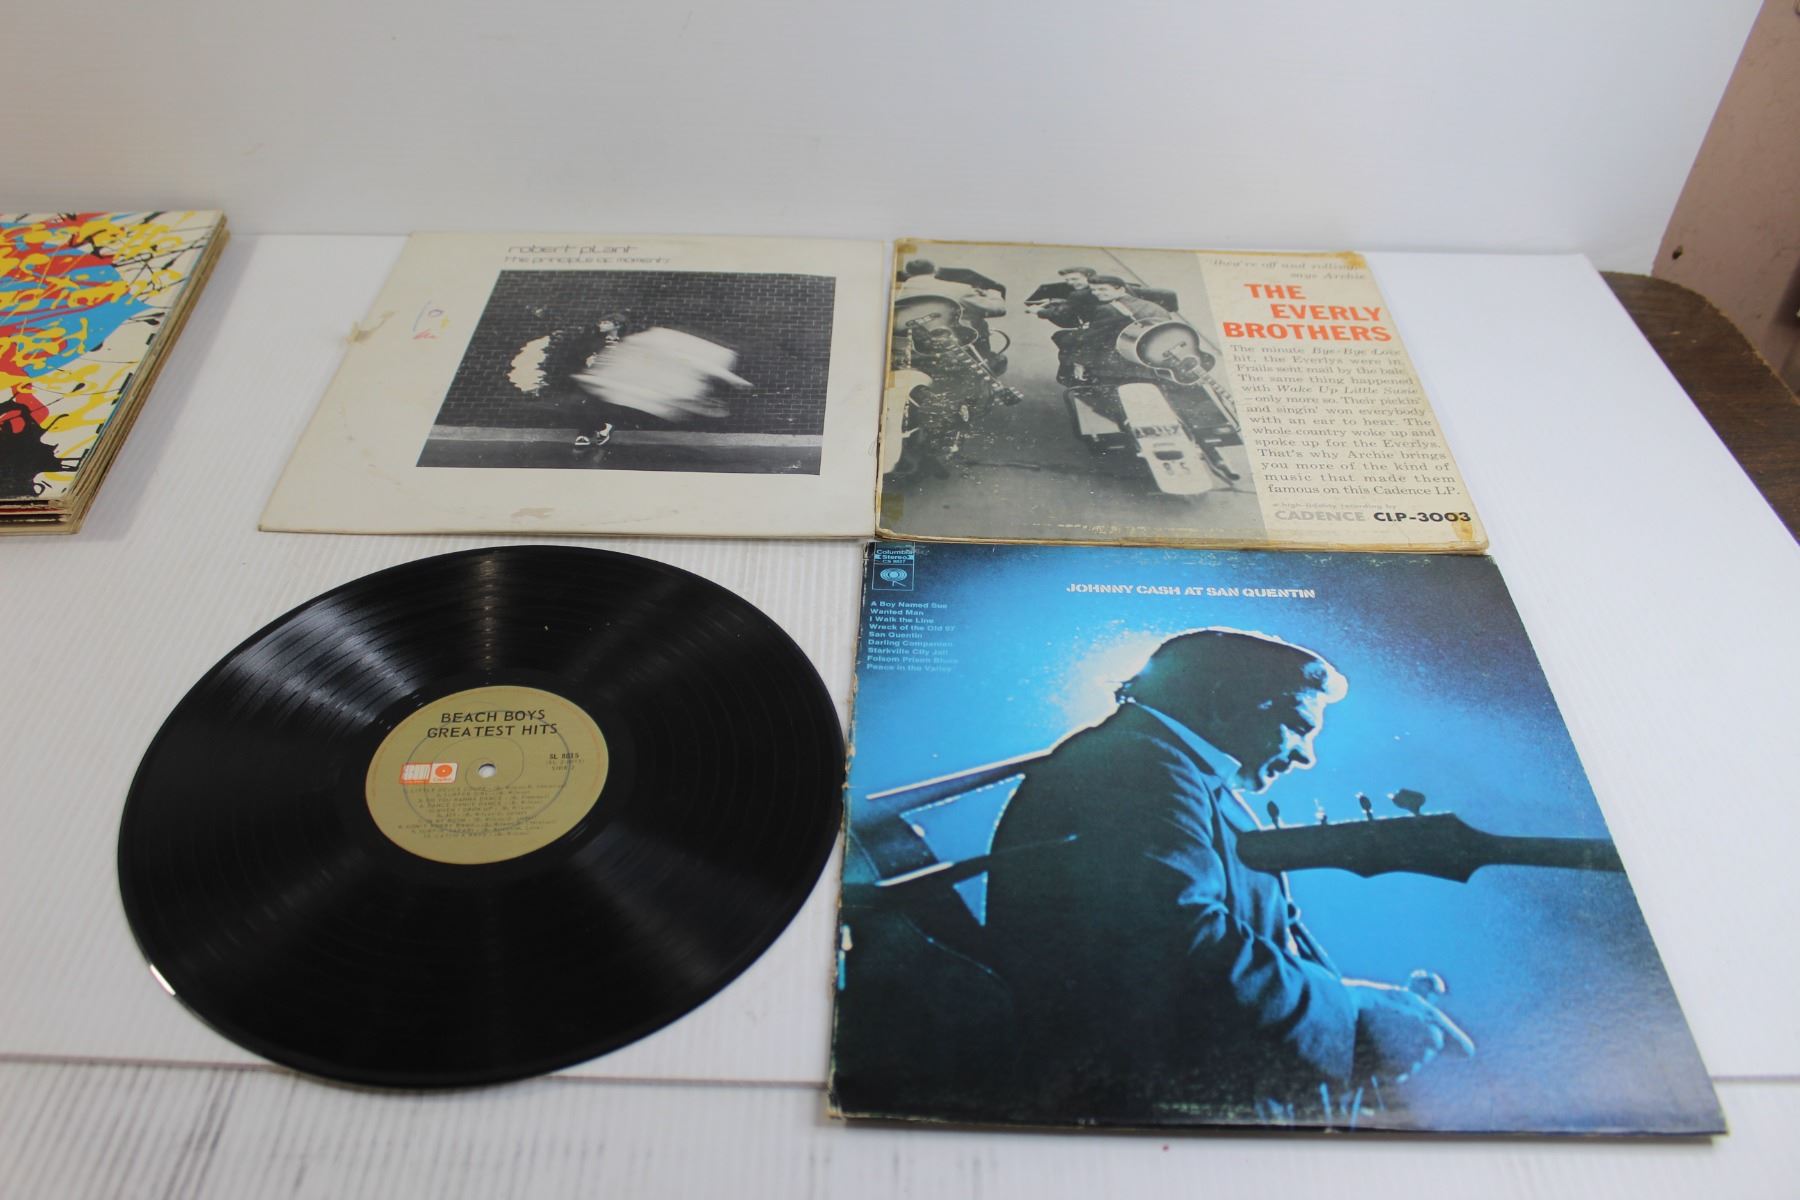 robert plant
the principle of moments
"they're off and rolling"
says Archie
THE
EVERLY
BROTHERS
The minute Bye-Bye Love
hit, the Everlys were in.
Frails sent mail by the bale.
The same thing happened
with Wake Up Little Susie
—only more so. Their pickin'
and singin' won everybody
with an ear to hear. The
whole country woke up and
spoke up for the Everlys.
That's why Archie brings
you more of the kind of
music that made them
famous on this Cadence LP.
a high-fidelity recording by
CADENCE CLP-3003
BEACH BOYS
GREATEST HITS
SIDE 2
Capitol
Columbia
Stereo
JOHNNY CASH AT SAN QUENTIN
A Boy Named Sue
Wanted Man
I Walk the Line
Wreck of the Old 97
San Quentin
Darling Companion
Starkville City Jail
Folsom Prison Blues
Peace in the Valley